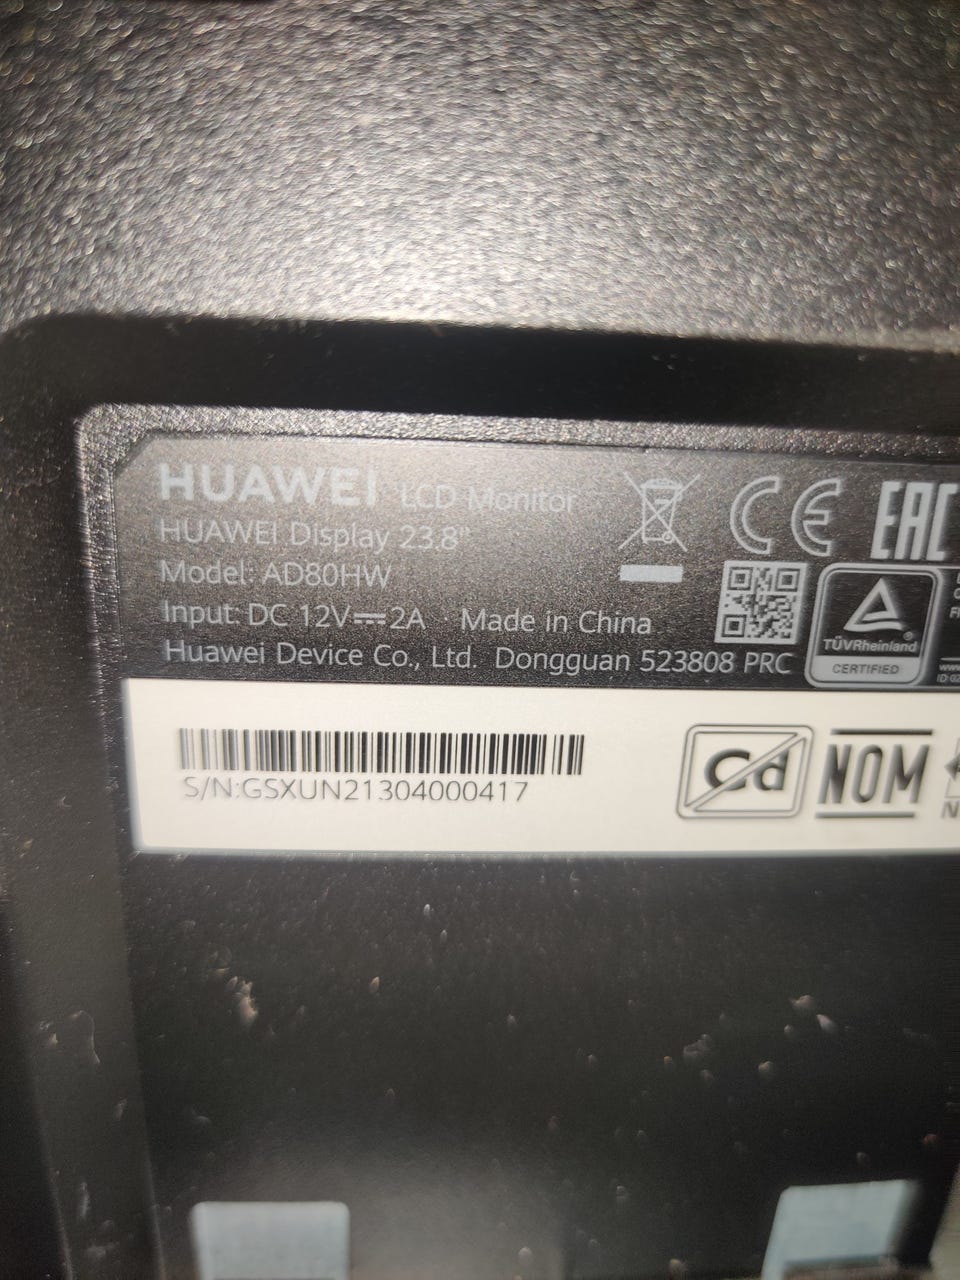 HUAWEI LCD Monitor
HUAWEI Display 23.8"
Model: AD80HW
Input: DC 12V⎓2A Made in China
Huawei Device Co., Ltd. Dongguan 523808 PRC
CE
EAC
TÜVRheinland®
CERTIFIED
S/N:GSXUN21304000417
Cd
NOM